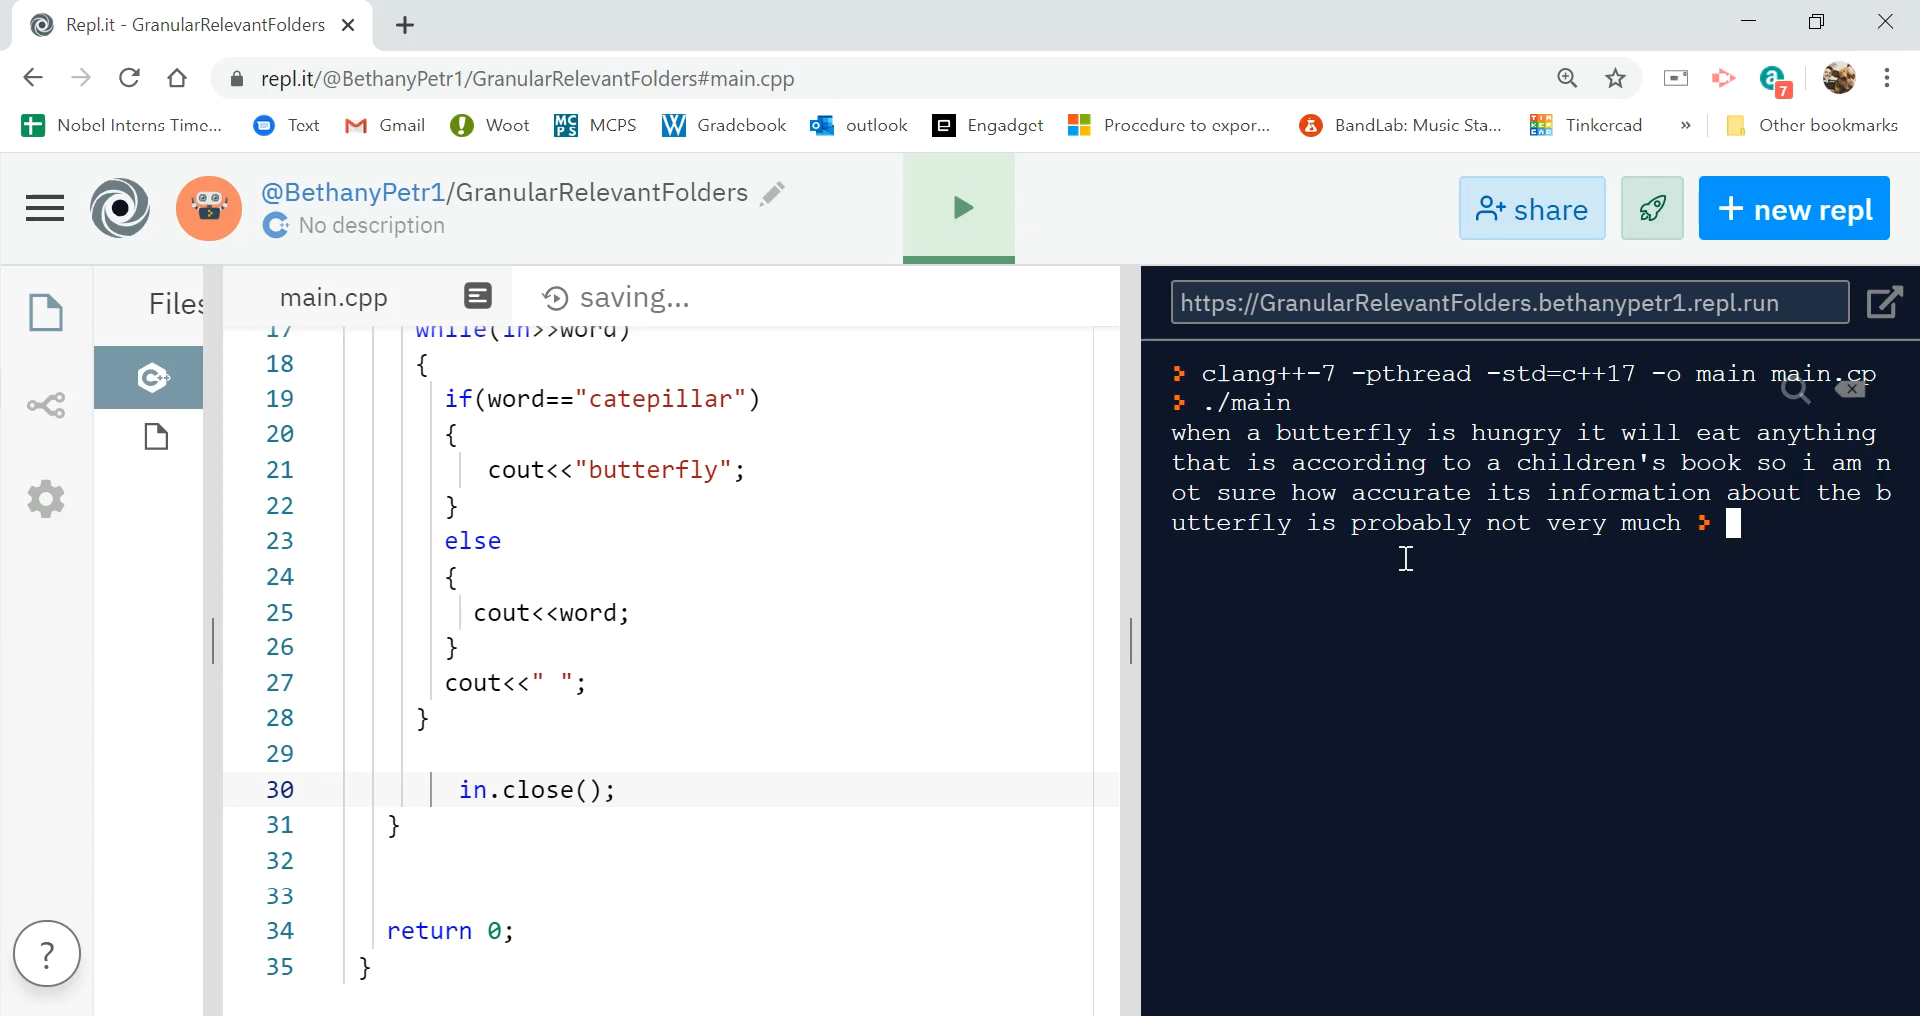 Repl.it - GranularRelevantFolders
repl.it/@BethanyPetr1/GranularRelevantFolders#main.cpp
a
7
Nobel Interns Time...
Text
Gmail
Woot
MCPS
Gradebook
outlook
Engadget
Procedure to expor...
BandLab: Music Sta...
Tinkercad
»
Other bookmarks
@BethanyPetr1/GranularRelevantFolders
No description
share
+ new repl
Files
main.cpp
saving...
https://GranularRelevantFolders.bethanypetr1.repl.run
17 while(in>>word)
18 {
19 if(word=="catepillar")
20 {
21 cout<<"butterfly";
22 }
23 else
24 {
25 cout<<word;
26 }
27 cout<<" ";
28 }
29
30 in.close();
31 }
32
33
34 return 0;
35 }
?
clang++-7 -pthread -std=c++17 -o main main.cp
./main
when a butterfly is hungry it will eat anything
that is according to a children's book so i am n
ot sure how accurate its information about the b
utterfly is probably not very much